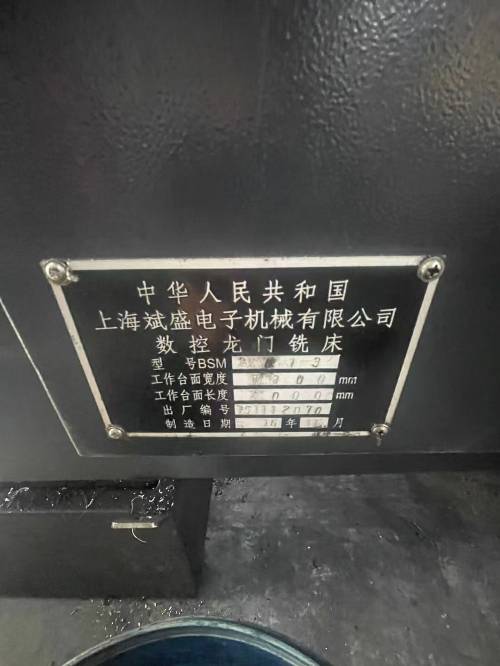 中华人民共和国
上海斌盛电子机械有限公司
数控龙门铣床
型 号BSM
工作台面宽度 mm
工作台面长度 000 mm
出厂编号
制造日期 年 月